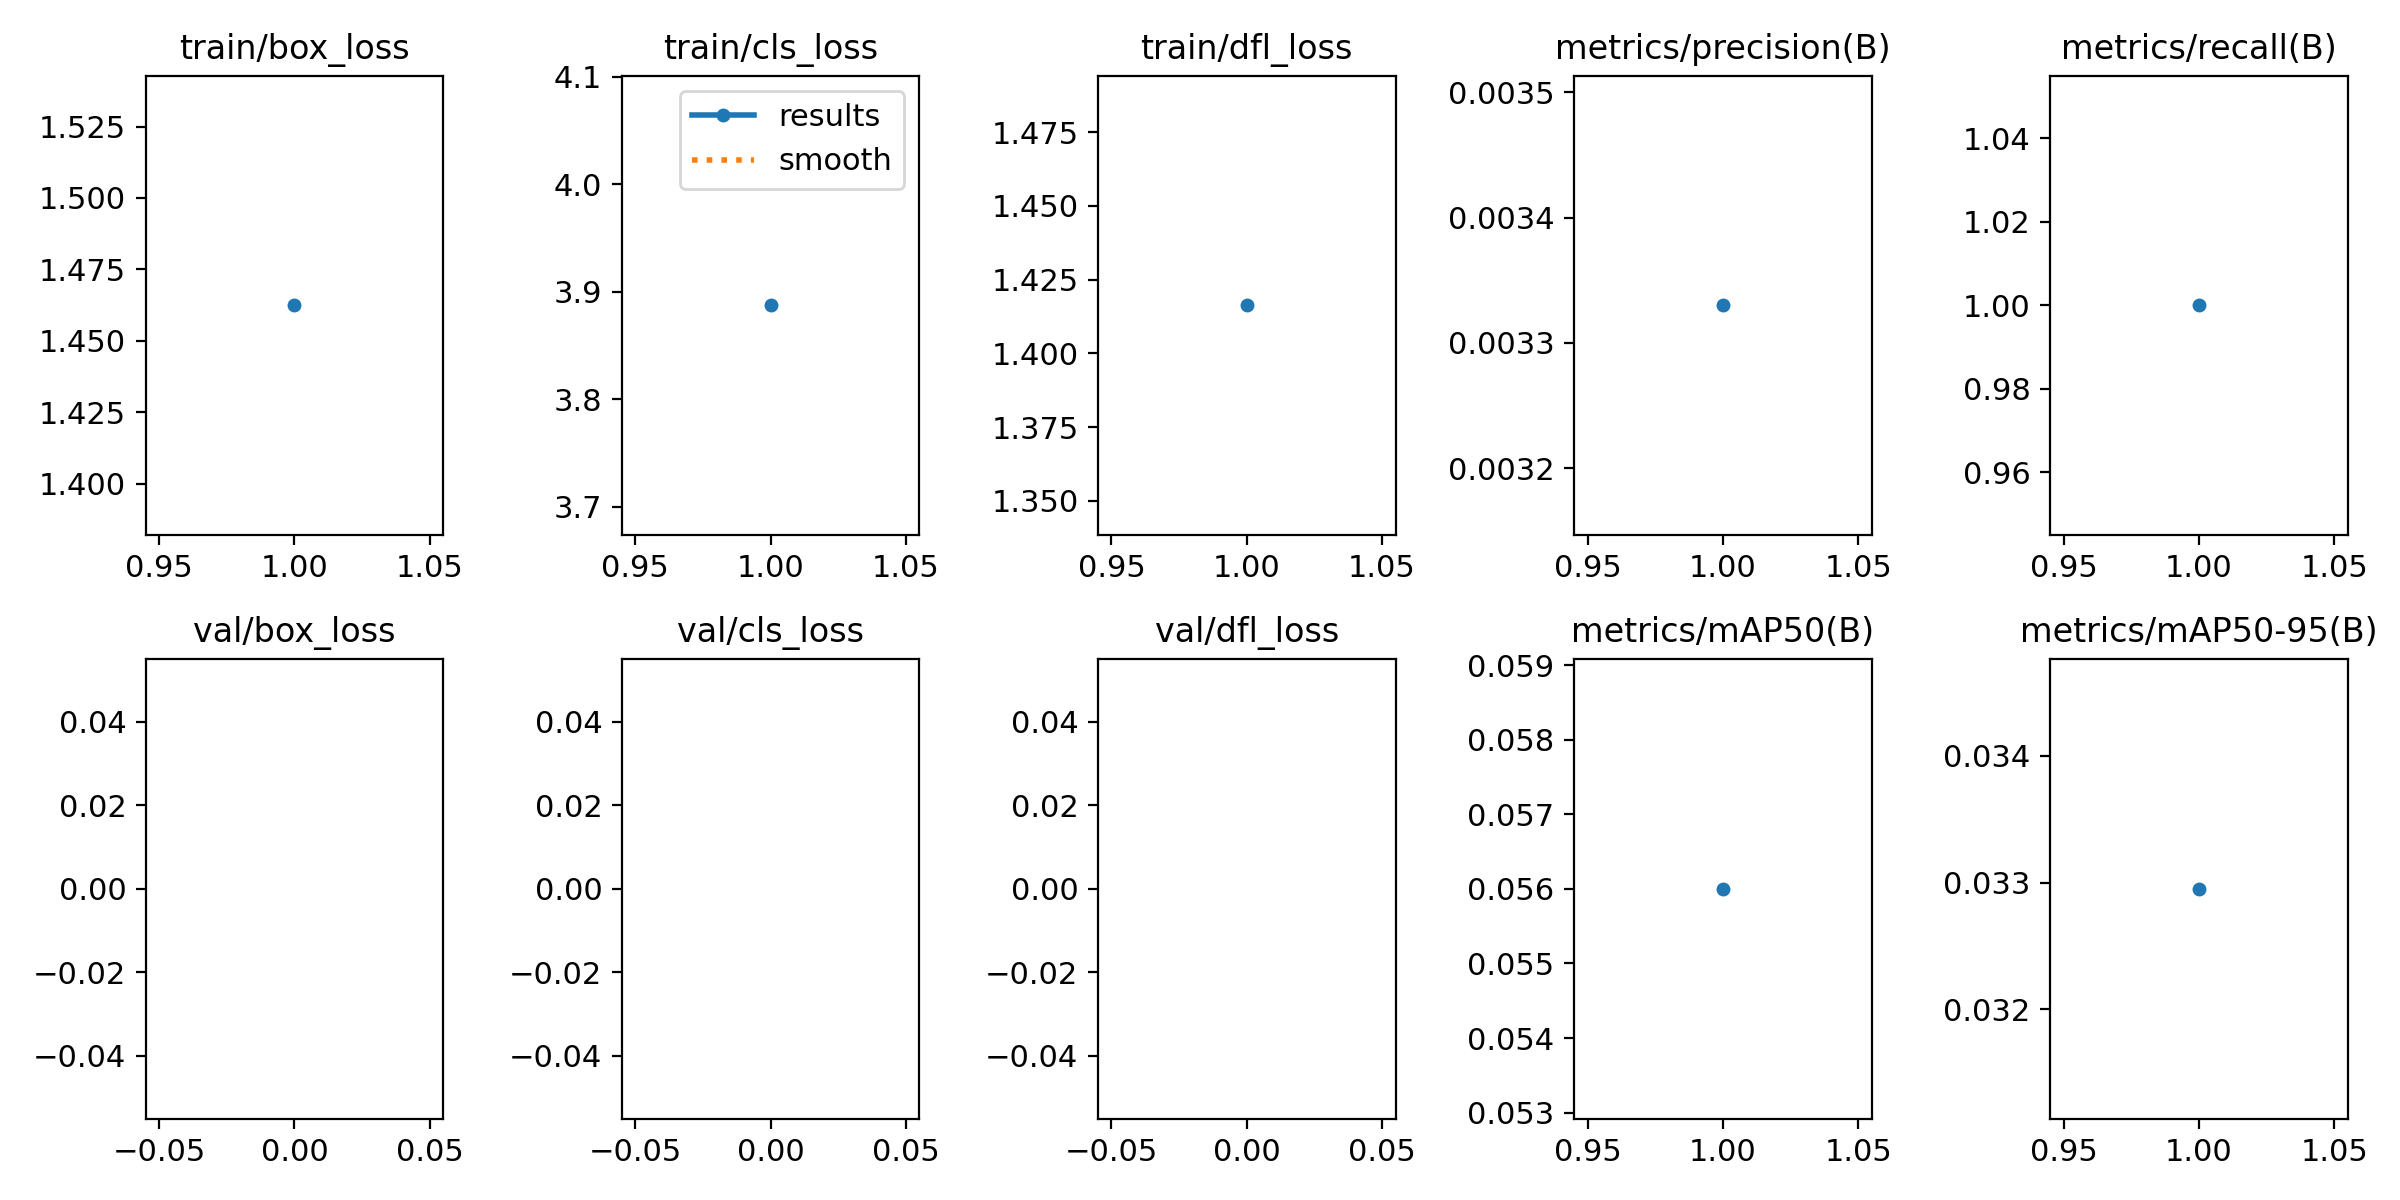 train/box_loss
1.525
1.500
1.475
1.450
1.425
1.400
0.95 1.00 1.05
train/cls_loss
results
smooth
4.1
4.0
3.9
3.8
3.7
0.95 1.00 1.05
train/dfl_loss
1.475
1.450
1.425
1.400
1.375
1.350
0.95 1.00 1.05
metrics/precision(B)
0.0035
0.0034
0.0033
0.0032
0.95 1.00 1.05
metrics/recall(B)
1.04
1.02
1.00
0.98
0.96
0.95 1.00 1.05
val/box_loss
0.04
0.02
0.00
−0.02
−0.04
−0.05 0.00 0.05
val/cls_loss
0.04
0.02
0.00
−0.02
−0.04
−0.05 0.00 0.05
val/dfl_loss
0.04
0.02
0.00
−0.02
−0.04
−0.05 0.00 0.05
metrics/mAP50(B)
0.059
0.058
0.057
0.056
0.055
0.054
0.053
0.95 1.00 1.05
metrics/mAP50-95(B)
0.034
0.033
0.032
0.95 1.00 1.05